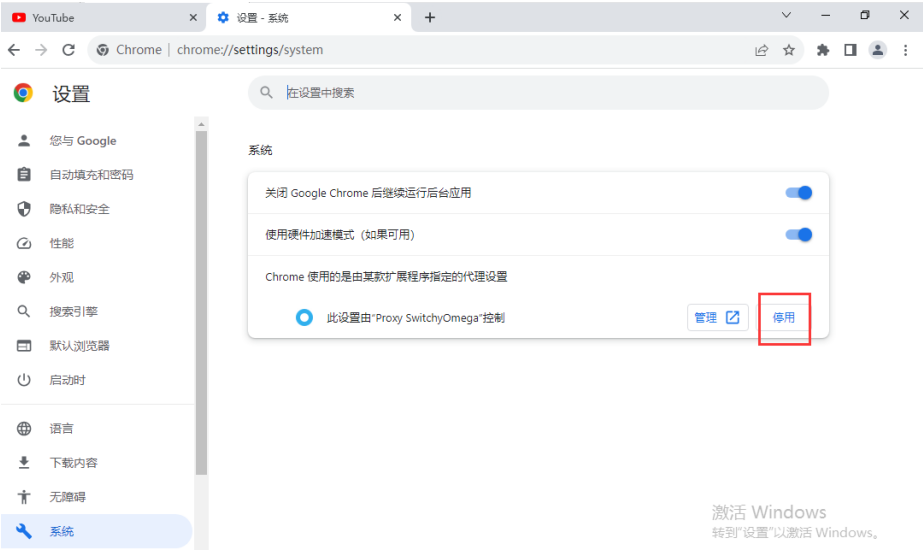 YouTube
设置 - 系统
Chrome | chrome://settings/system
设置
在设置中搜索
您与 Google
自动填充和密码
隐私和安全
性能
外观
搜索引擎
默认浏览器
启动时
语言
下载内容
无障碍
系统
系统
关闭 Google Chrome 后继续运行后台应用
使用硬件加速模式（如果可用）
Chrome 使用的是由某款扩展程序指定的代理设置
此设置由“Proxy SwitchyOmega”控制
管理
停用
激活 Windows
转到“设置”以激活 Windows。